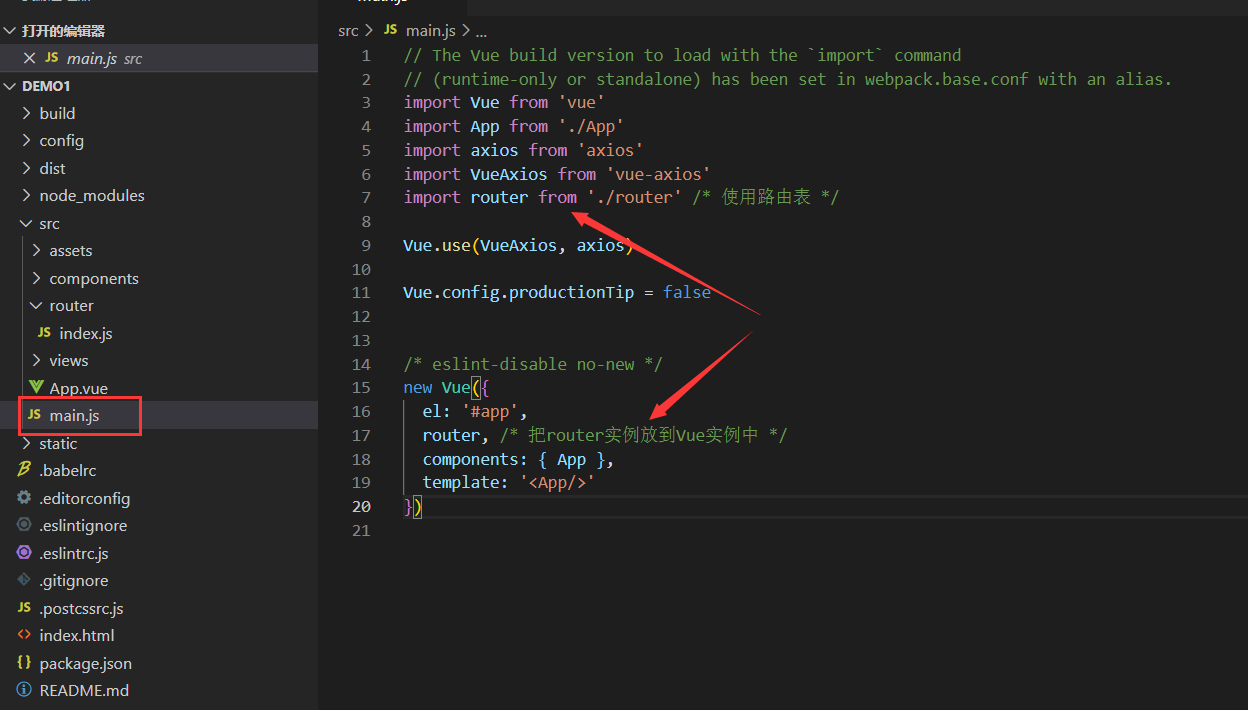 打开的编辑器
JS main.js src
DEMO1
build
config
dist
node_modules
src
assets
components
router
JS index.js
views
App.vue
JS main.js
static
.babelrc
.editorconfig
.eslintignore
.eslintrc.js
.gitignore
JS .postcssrc.js
index.html
package.json
README.md
src > JS main.js > ...
1 // The Vue build version to load with the `import` command
2 // (runtime-only or standalone) has been set in webpack.base.conf with an alias.
3 import Vue from 'vue'
4 import App from './App'
5 import axios from 'axios'
6 import VueAxios from 'vue-axios'
7 import router from './router' /* 使用路由表 */
8
9 Vue.use(VueAxios, axios)
10
11 Vue.config.productionTip = false
12
13
14 /* eslint-disable no-new */
15 new Vue({
16 el: '#app',
17 router, /* 把router实例放到Vue实例中 */
18 components: { App },
19 template: '<App/>'
20 })
21